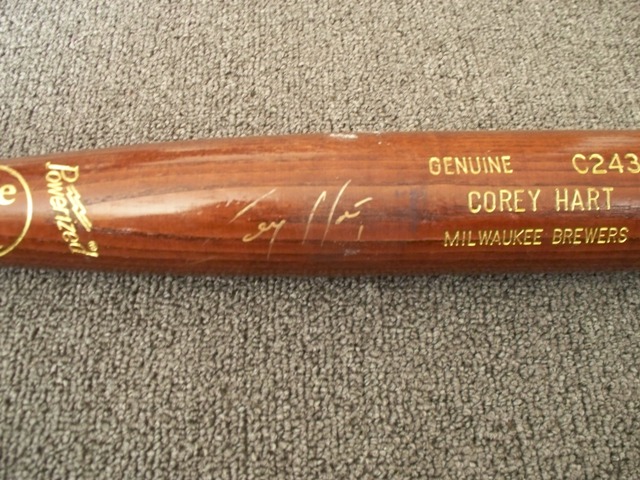 e
Powerized
GENUINE C243
COREY HART
MILWAUKEE BREWERS